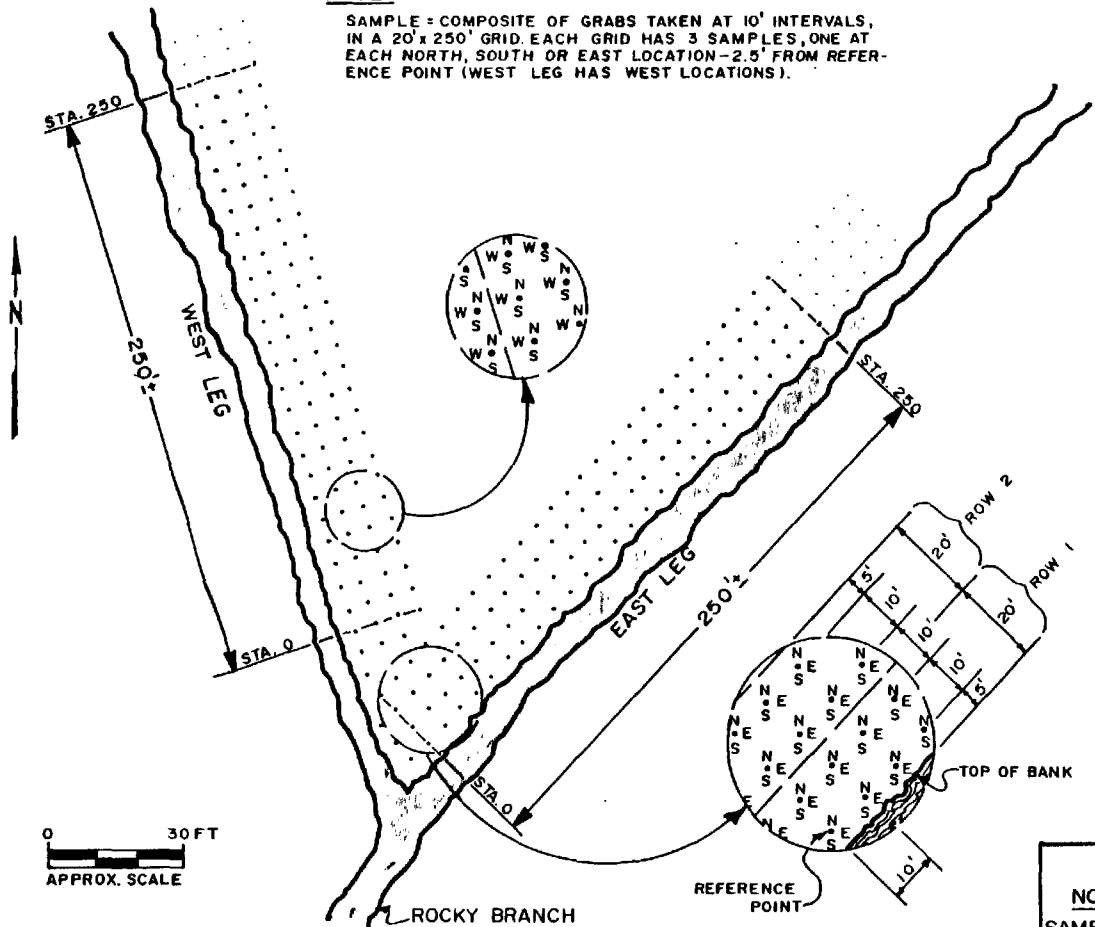 SAMPLE = COMPOSITE OF GRABS TAKEN AT 10' INTERVALS,
IN A 20' x 250' GRID. EACH GRID HAS 3 SAMPLES, ONE AT
EACH NORTH, SOUTH OR EAST LOCATION-2.5' FROM REFER-
ENCE POINT (WEST LEG HAS WEST LOCATIONS).
STA. 250
N
WEST LEG
250'±
STA. 0
N W
W S N
S W S N
W N S
W S N
W S
N N
W S W S
S
STA. 250
EAST LEG
250'±
STA. 0
ROW 2
ROW 1
20'
20'
5'
10'
10'
10'
5'
N E N E
S S
N E N E
S S
N E N E N E N S
S S S
N E N E N E
S S S
N E N E
S S
E N E N E
S
TOP OF BANK
10'
REFERENCE
POINT
0 30 FT
APPROX. SCALE
ROCKY BRANCH